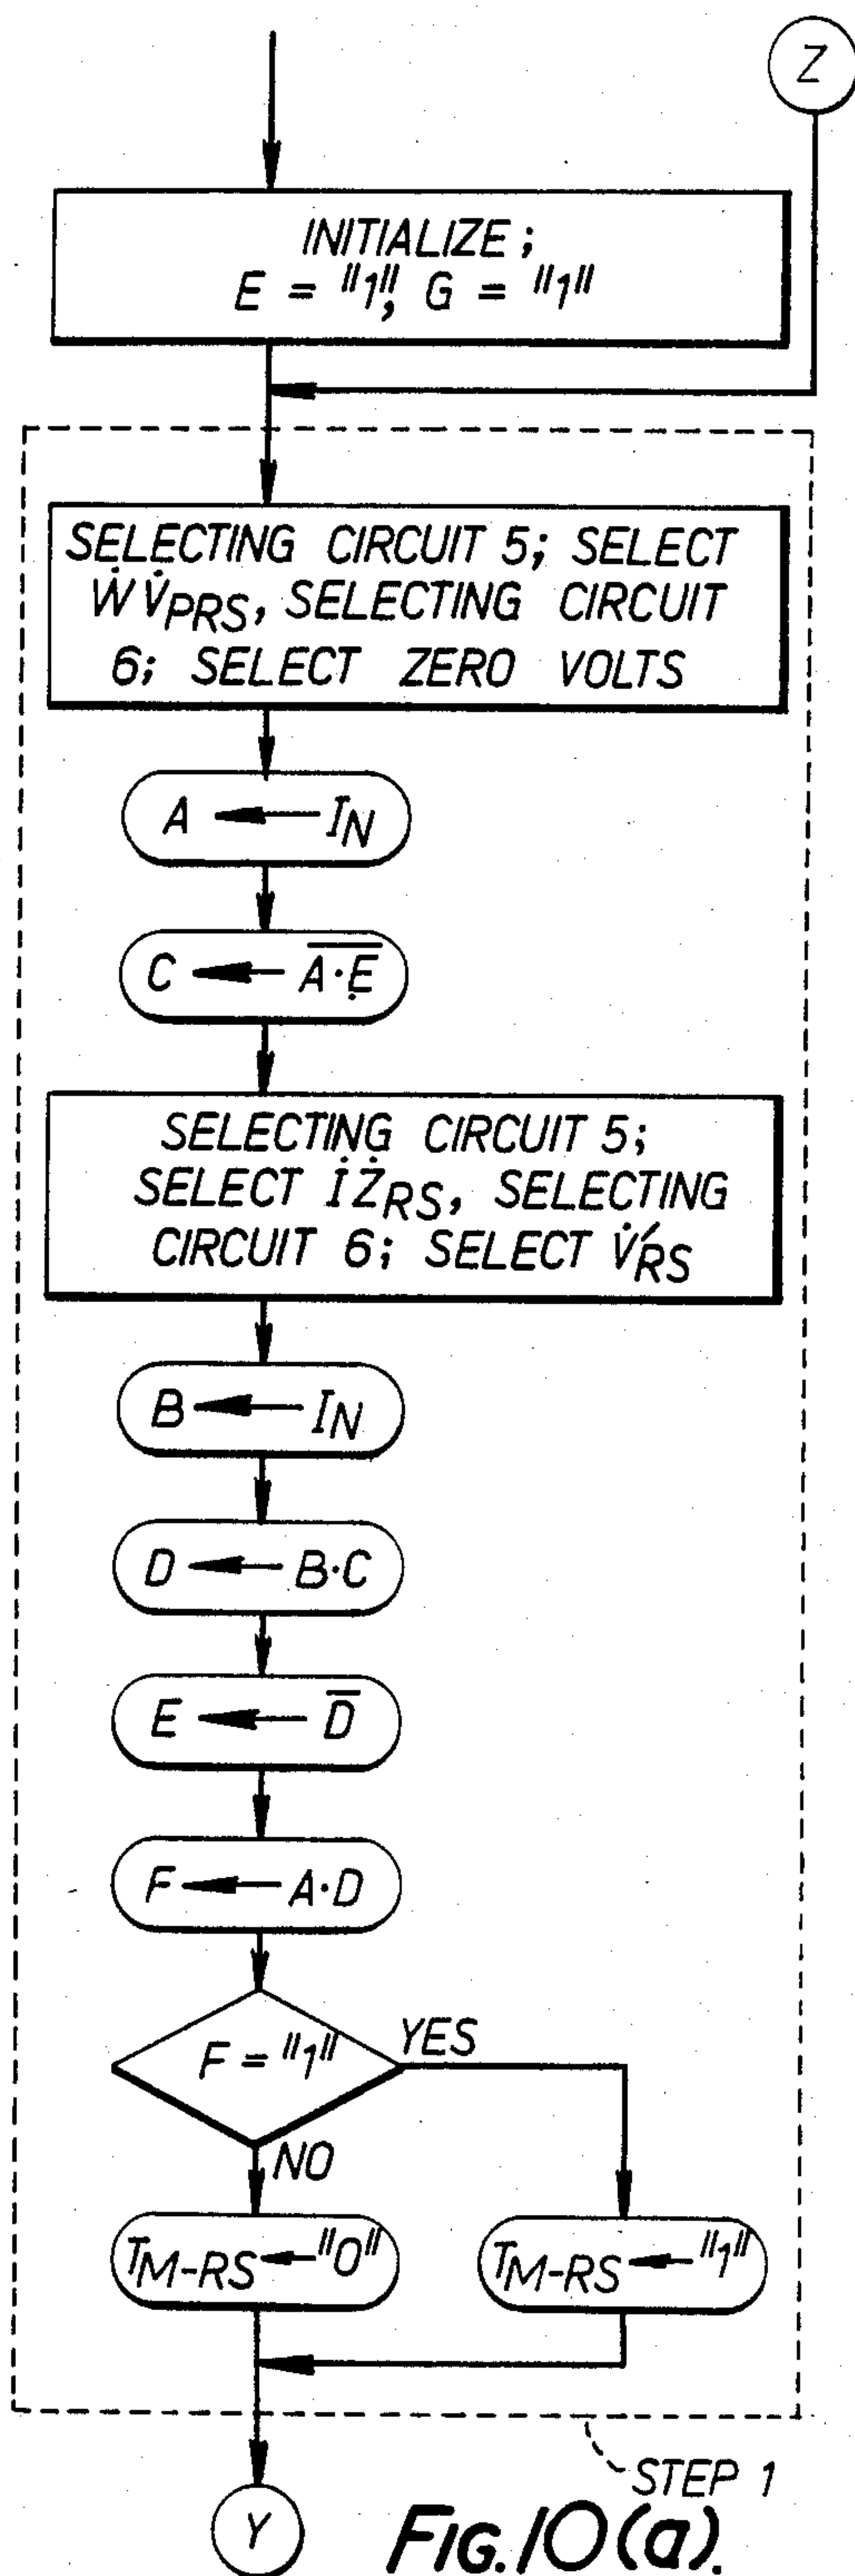 Z
INITIALIZE;
E = "1", G = "1"
SELECTING CIRCUIT 5; SELECT
ẆV̇PRS, SELECTING CIRCUIT
6; SELECT ZERO VOLTS
A ← IN
C ← A̅·̅E̅
SELECTING CIRCUIT 5;
SELECT İŻRS, SELECTING
CIRCUIT 6; SELECT V̇′RS
B ← IN
D ← B·C
E ← D̅
F ← A·D
F = "1"
YES
NO
TM-RS ← "0"
TM-RS ← "1"
STEP 1
Y
FIG.10(a).